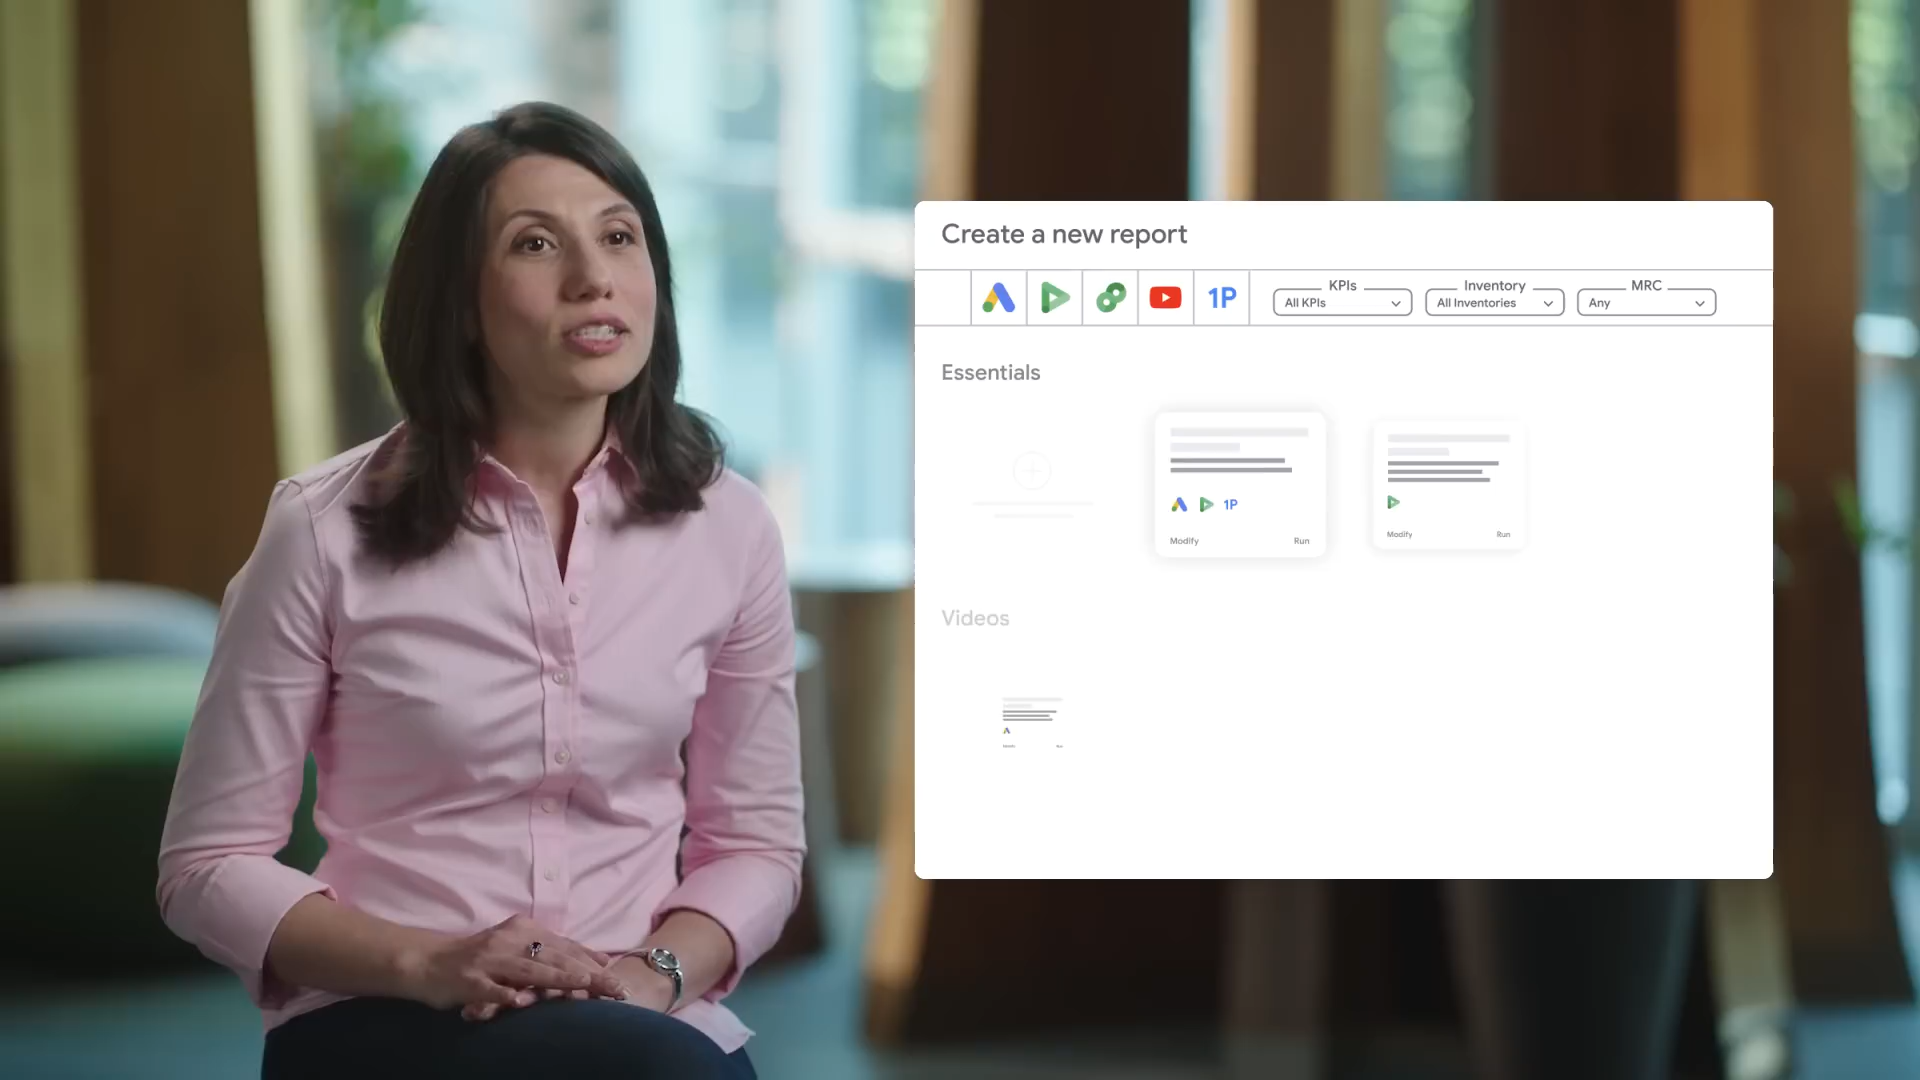 Create a new report
1P
KPIs
All KPIs
Inventory
All Inventories
MRC
Any
Essentials
1P
Modify
Run
Modify
Run
Videos